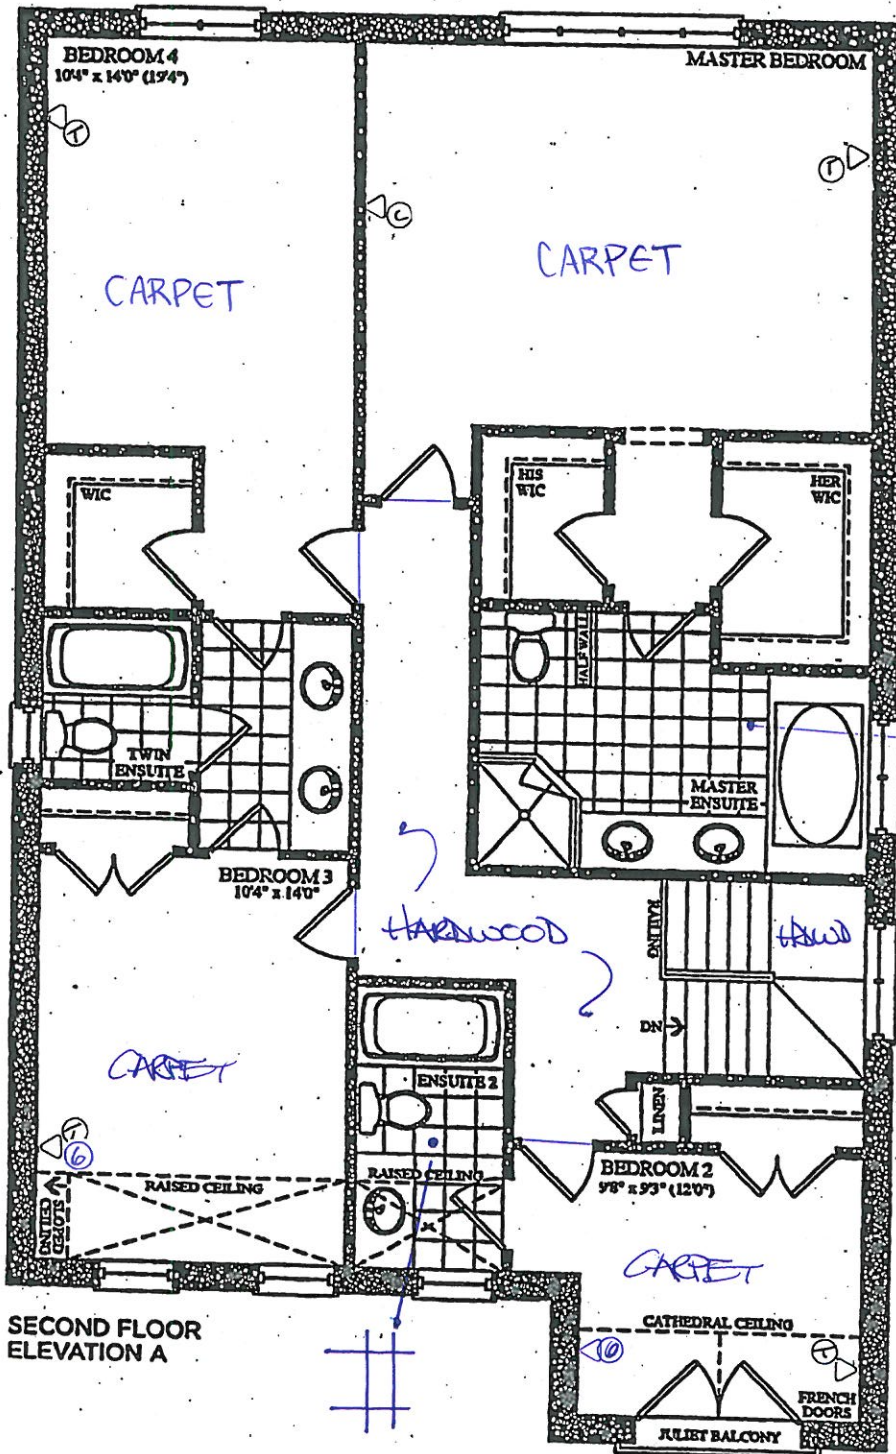 BEDROOM 4
10'4" x 14'0" (19'4")
MASTER BEDROOM
T
T
C
CARPET
CARPET
WIC
HIS
WIC
HER
WIC
HALF WALL
TWIN
ENSUITE
MASTER
ENSUITE
BEDROOM 3
10'4" x 14'0"
HARDWOOD
RAILING
HDWD
DN
CARPET
ENSUITE 2
LINEN
T
6
RAISED CEILING
SLOPED
CEILING
RAISED CEILING
BEDROOM 2
9'8" x 9'3" (12'0")
CARPET
CATHEDRAL CEILING
6
T
FRENCH
DOORS
JULIET BALCONY
SECOND FLOOR
ELEVATION A